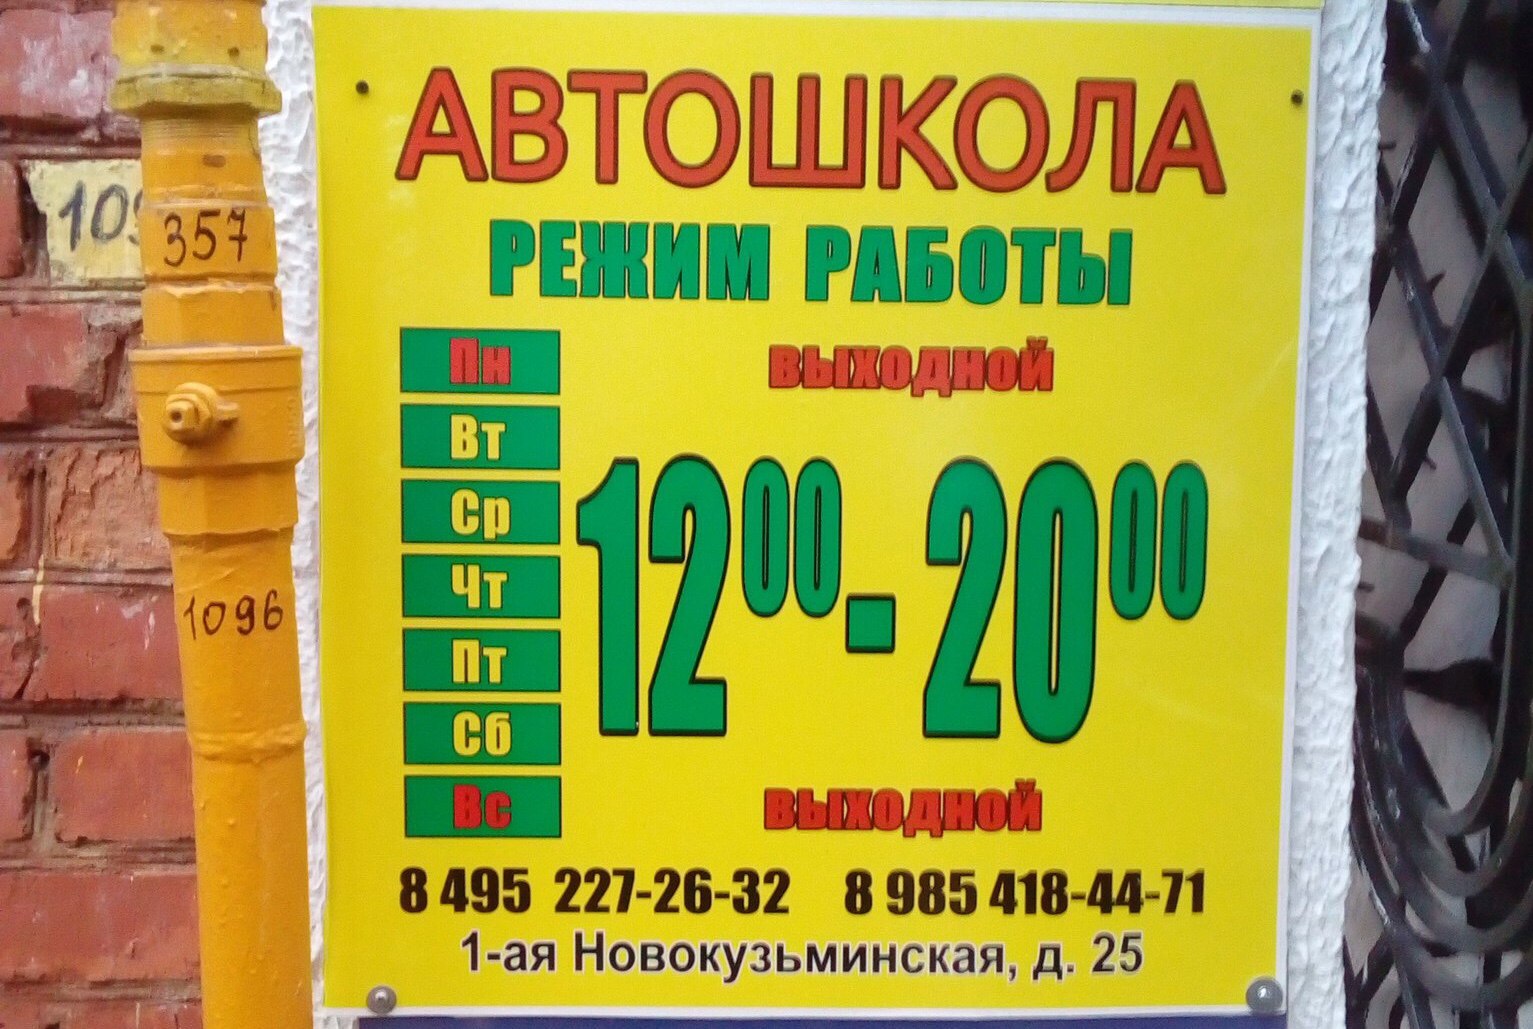 АВТОШКОЛА
РЕЖИМ РАБОТЫ
Пн выходной
Вт
Ср
Чт
Пт
Сб
12⁰⁰-20⁰⁰
Вс выходной
8 495 227-26-32 8 985 418-44-71
1-ая Новокузьминская, д. 25
357
1096